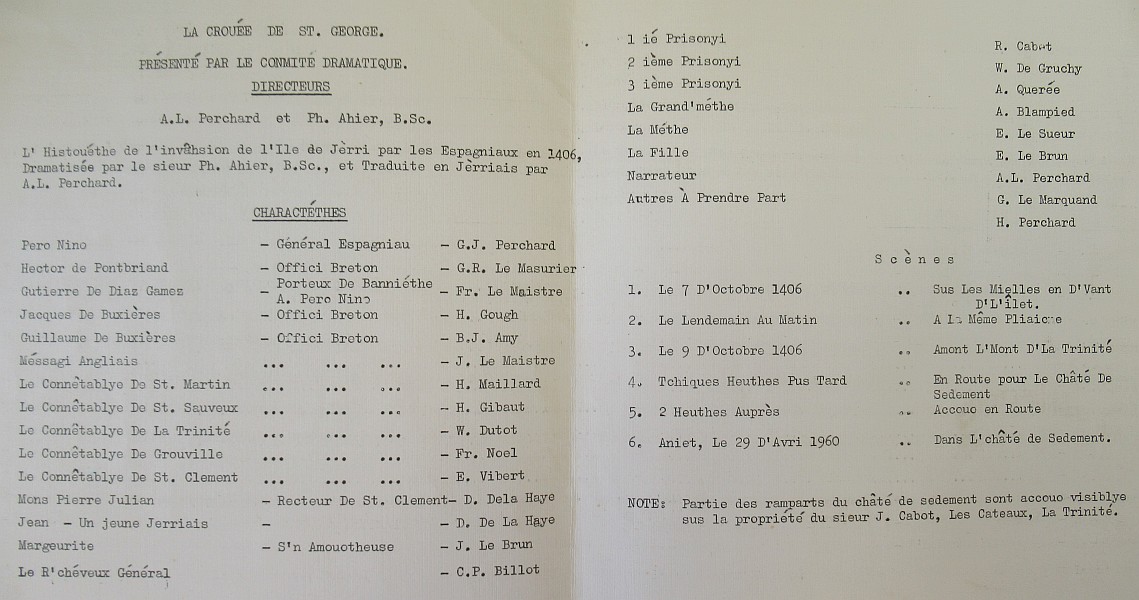 LA CROUÉE DE ST. GEORGE.
PRÉSENTÉ PAR LE CONMITÉ DRAMATIQUE.
DIRECTEURS
A.L. Perchard et Ph. Ahier, B.Sc.
L' Histouéthe de l'invâhsion de l'Ile de Jèrri par les Espagniaux en 1406,
Dramatisée par le sieur Ph. Ahier, B.Sc., et Traduite en Jèrriais par
A.L. Perchard.
CHARACTÉTHES
Pero Nino – Général Espagniau – G.J. Perchard
Hector de Pontbriand – Offici Breton – G.R. Le Masurier
Gutierre De Diaz Gamez – Porteux De Banniéthe A. Pero Nino – Fr. Le Maistre
Jacques De Buxières – Offici Breton – H. Gough
Guillaume De Buxières – Offici Breton – B.J. Amy
Méssagi Angliais ... ... ... – J. Le Maistre
Le Connêtablye De St. Martin ... ... ... – H. Maillard
Le Connêtablye De St. Sauveux ... ... ... – H. Gibaut
Le Connêtablye De La Trinité ... ... ... – W. Dutot
Le Connêtablye De Grouville ... ... ... – Fr. Noel
Le Connêtablye De St. Clement ... ... ... – E. Vibert
Mons Pierre Julian – Recteur De St. Clement – D. Dela Haye
Jean – Un jeune Jerriais – – D. De La Haye
Margeurite – S'n Amouotheuse – J. Le Brun
Le R'chéveux Général – C.P. Billot
1 ié Prisonyi R. Cabot
2 ième Prisonyi W. De Gruchy
3 ième Prisonyi A. Querée
La Grand'méthe A. Blampied
La Méthe E. Le Sueur
La Fille E. Le Brun
Narrateur A.L. Perchard
Autres À Prendre Part G. Le Marquand
H. Perchard
Scènes
1. Le 7 D'Octobre 1406 .. Sus Les Mielles en D'Vant
D'L'îlet.
2. Le Lendemain Au Matin .. A La Même Pliaiche
3. Le 9 D'Octobre 1406 .. Amont L'Mont D'La Trinité
4. Tchiques Heuthes Pus Tard .. En Route pour Le Châté De
Sedement
5. 2 Heuthes Auprès .. Accouo en Route
6. Aniet, Le 29 D'Avri 1960 .. Dans L'châté de Sedement.
NOTE: Partie des ramparts du châté de sedement sont accouo visiblye
sus la propriété du sieur J. Cabot, Les Cateaux, La Trinité.